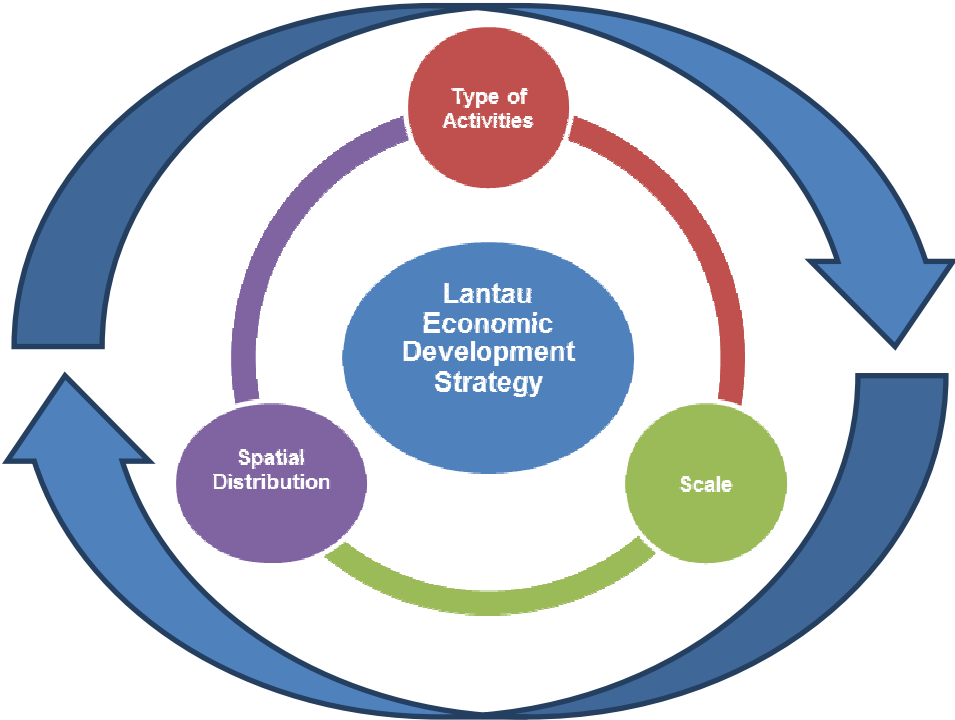 Type of
Activities
Lantau
Economic
Development
Strategy
Spatial
Distribution
Scale